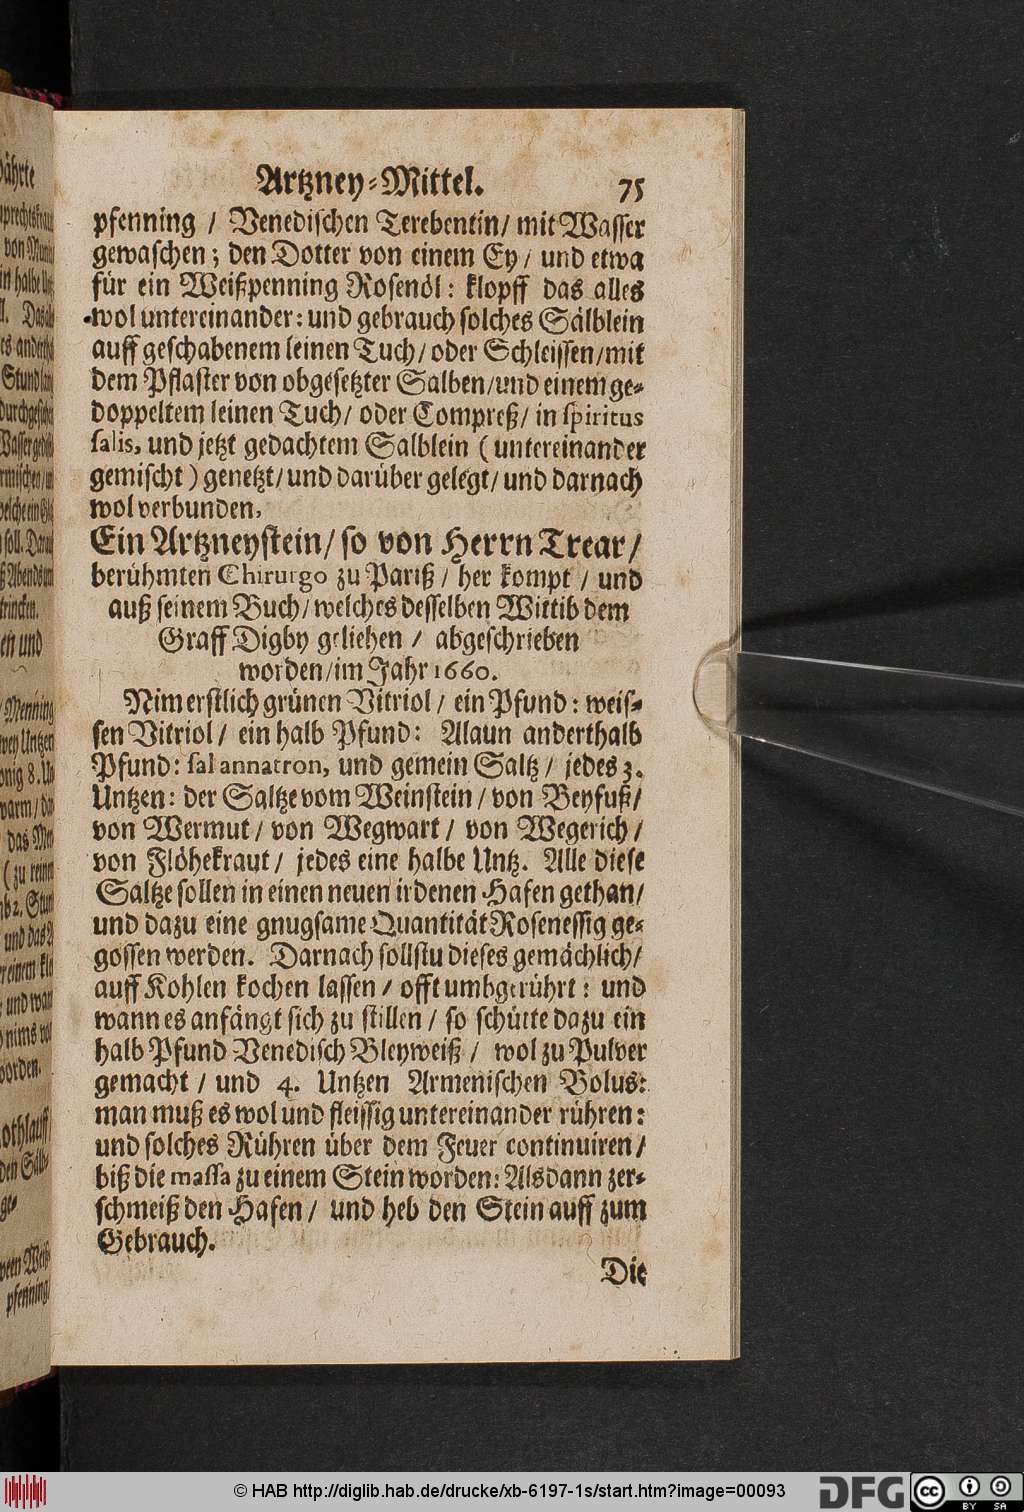 Artzney-Mittel. 75
pfenning / Venedischen Terebentin / mit Wasser
gewaschen; den Dotter von einem Ey / und etwa
für ein Weißpenning Rosenöl: klopff das alles
wol untereinander: und gebrauch solches Sälblein
auff geschabenem leinen Tuch / oder Schleissen / mit
dem Pflaster von obgesetzter Salben / und einem ge-
doppeltem leinen Tuch / oder Compreß / in spiritus
salis, und jetzt gedachtem Salblein ( untereinander
gemischt ) genetzt / und darüber gelegt / und darnach
wol verbunden.
Ein Artzneystein / so von Herrn Trear /
berühmten Chirurgo zu Pariß / her kompt / und
auß seinem Buch / welches desselben Wittib dem
Graff Digby geliehen / abgeschrieben
worden / im Jahr 1660.
Nim erstlich grünen Vitriol / ein Pfund: weis-
sen Vitriol / ein halb Pfund: Alaun anderthalb
Pfund: sal annatron, und gemein Saltz / jedes 3.
Untzen: der Saltze vom Weinstein / von Beyfuß /
von Wermut / von Wegwart / von Wegerich /
von Flöhekraut / jedes eine halbe Untz. Alle diese
Saltze sollen in einen neuen irdenen Hafen gethan /
und dazu eine gnugsame Quantität Rosenessig ge-
gossen werden. Darnach sollstu dieses gemächlich /
auff Kohlen kochen lassen / offt umbgerührt: und
wann es anfängt sich zu stillen / so schütte dazu ein
halb Pfund Venedisch Bleyweiß / wol zu Pulver
gemacht / und 4. Untzen Armenischen Bolus:
man muß es wol und fleissig untereinander rühren:
und solches Rühren über dem Feuer continuiren /
biß die massa zu einem Stein worden: Alsdann zer-
schmeiß den Hafen / und heb den Stein auff zum
Gebrauch.
Die
© HAB http://diglib.hab.de/drucke/xb-6197-1s/start.htm?image=00093
DFG
cc BY SA